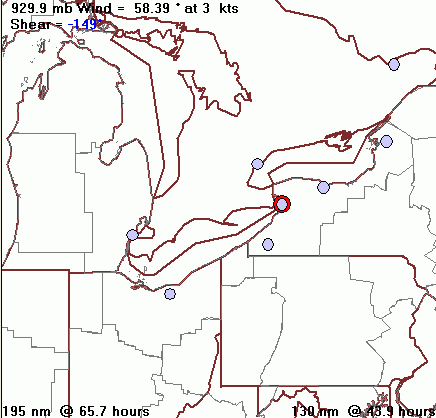 929.9 mb Wind = 58.39 ° at 3 kts
Shear = -149°
195 nm @ 65.7 hours
130 nm @ 43.9 hours